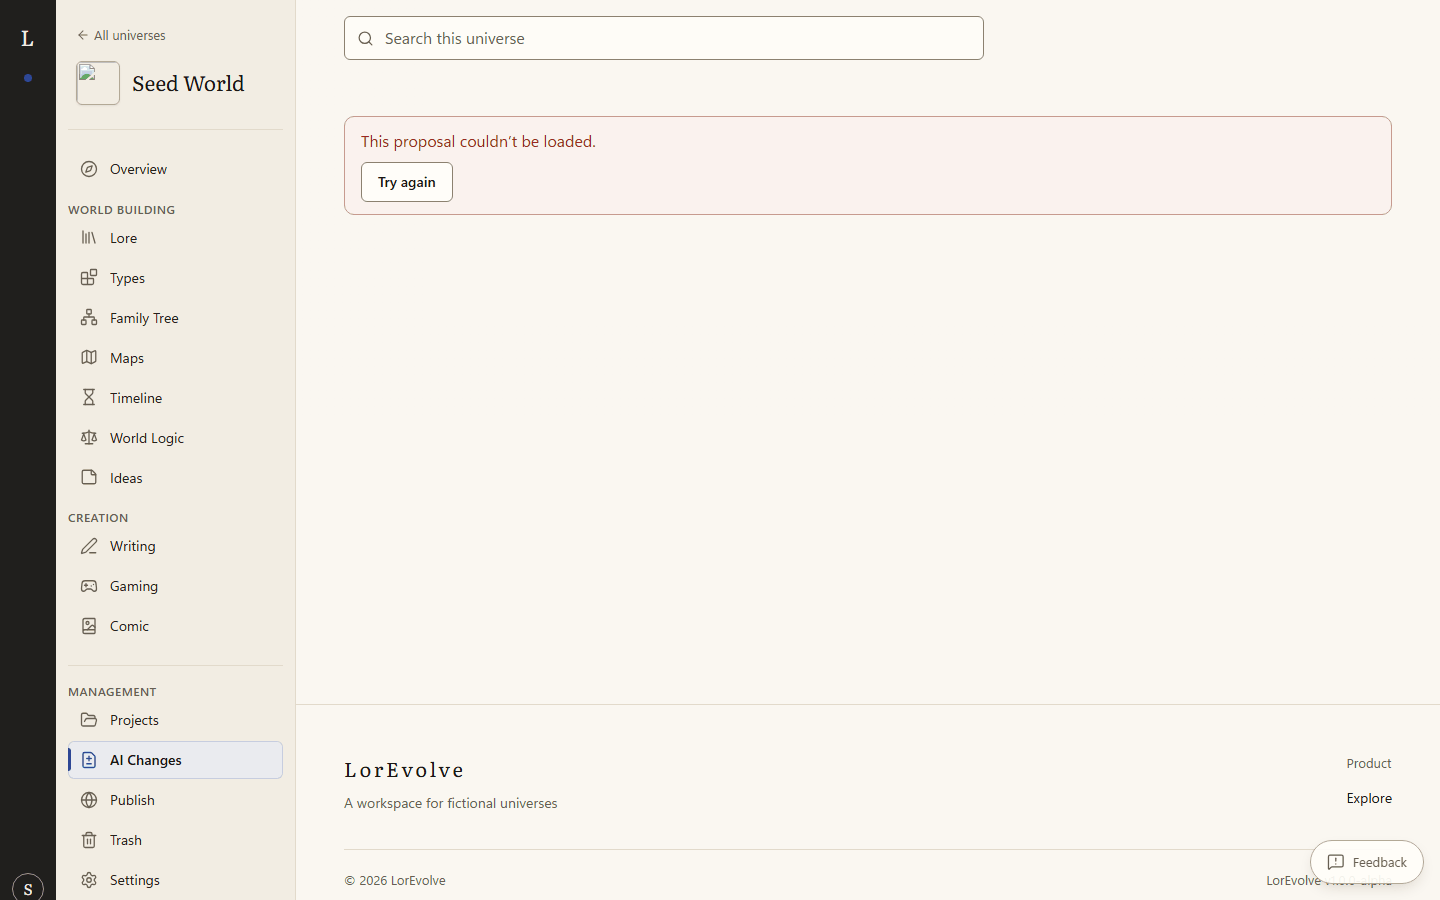 L
← All universes
Seed World
Overview
WORLD BUILDING
Lore
Types
Family Tree
Maps
Timeline
World Logic
Ideas
CREATION
Writing
Gaming
Comic
MANAGEMENT
Projects
AI Changes
Publish
Trash
Settings
S
Search this universe
This proposal couldn’t be loaded.
Try again
LorEvolve
A workspace for fictional universes
Product
Explore
© 2026 LorEvolve
LorEvolve
Feedback